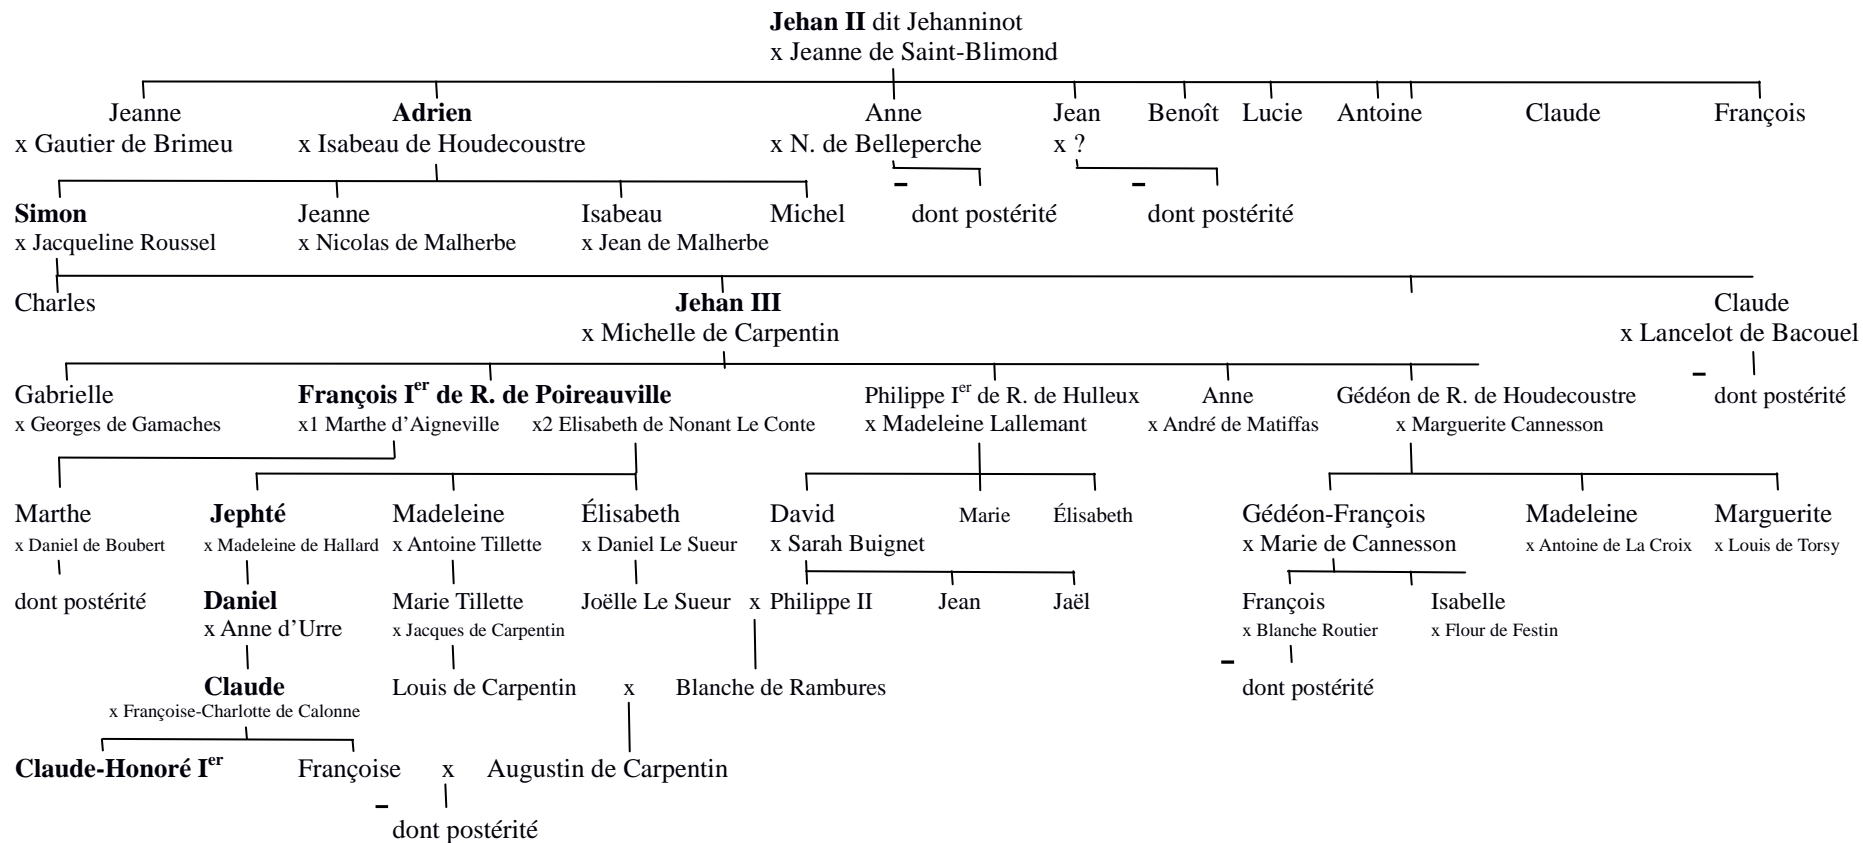 Jehan II dit Jehanninot
x Jeanne de Saint-Blimond
Jeanne Adrien Anne Jean Benoît Lucie Antoine Claude François
x Gautier de Brimeu x Isabeau de Houdecoustre x N. de Belleperche x ?
Simon Jeanne Isabeau Michel dont postérité dont postérité
x Jacqueline Roussel x Nicolas de Malherbe x Jean de Malherbe
Charles Jehan III Claude
x Michelle de Carpentin x Lancelot de Bacouel
Gabrielle François Ier de R. de Poireauville Philippe Ier de R. de Hulleux Anne Gédéon de R. de Houdecoustre dont postérité
x Georges de Gamaches x1 Marthe d’Aigneville x2 Elisabeth de Nonant Le Conte x Madeleine Lallemant x André de Matiffas x Marguerite Cannesson
Marthe Jephté Madeleine Élisabeth David Marie Élisabeth Gédéon-François Madeleine Marguerite
x Daniel de Boubert x Madeleine de Hallard x Antoine Tillette x Daniel Le Sueur x Sarah Buignet x Marie de Cannesson x Antoine de La Croix x Louis de Torsy
dont postérité Daniel Marie Tillette Joëlle Le Sueur x Philippe II Jean Jaël François Isabelle
x Anne d’Urre x Jacques de Carpentin x Blanche Routier x Flour de Festin
Claude Louis de Carpentin x Blanche de Rambures dont postérité
x Françoise-Charlotte de Calonne
Claude-Honoré Ier Françoise x Augustin de Carpentin
dont postérité